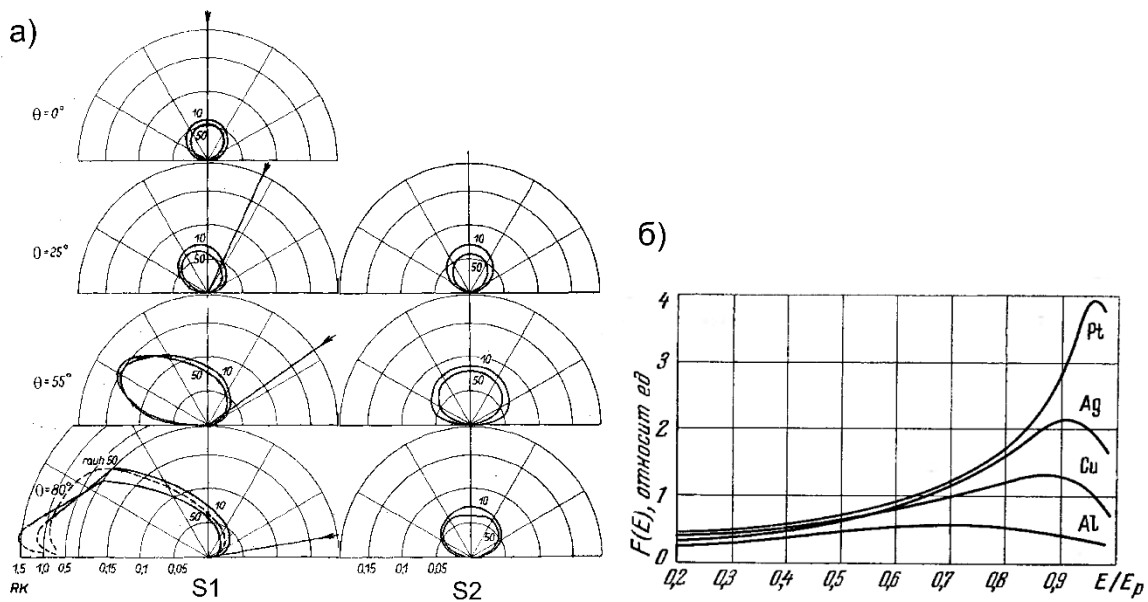 а)
θ = 0°
10
50
θ = 25°
10
50
10
50
θ = 55°
50
10
10
50
rauh 50
θ = 80°
50
10
10
50
1,5 1,0 0,5 0,15 0,1 0,05
0,15 0,1 0,05
RK
S1
S2
б)
F(E), относит ед
4
3
2
1
0
0,2 0,3 0,4 0,5 0,6 0,7 0,8 0,9 E/Ep
Pt
Ag
Cu
Al